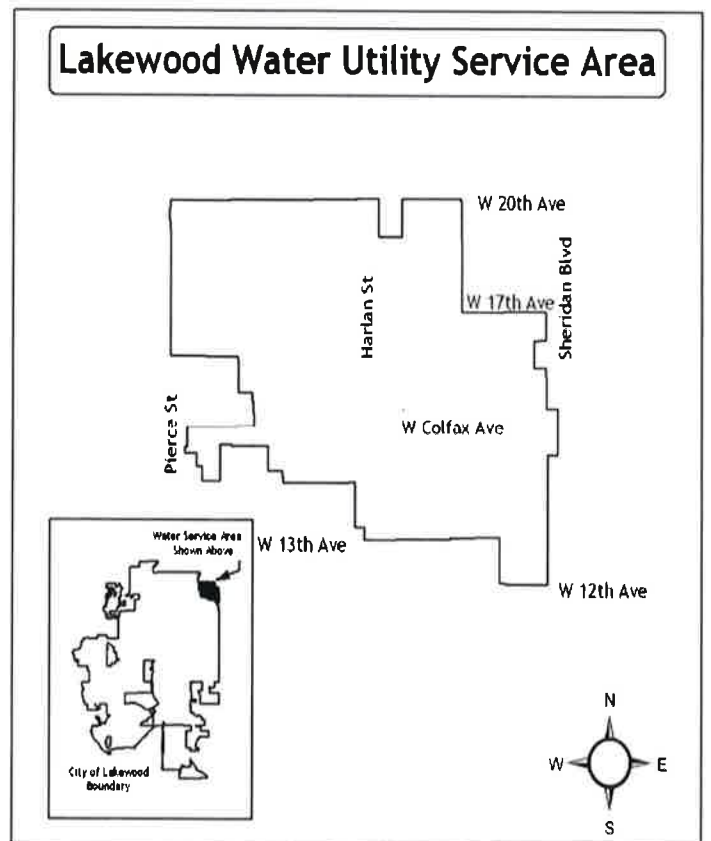 Lakewood Water Utility Service Area
W 20th Ave
Sheridan Blvd
Harlan St
W 17th Ave
Pierce St
W Colfax Ave
Water Service Area
Shown Above
W 13th Ave
W 12th Ave
City of Lakewood
Boundary
N
W
E
S